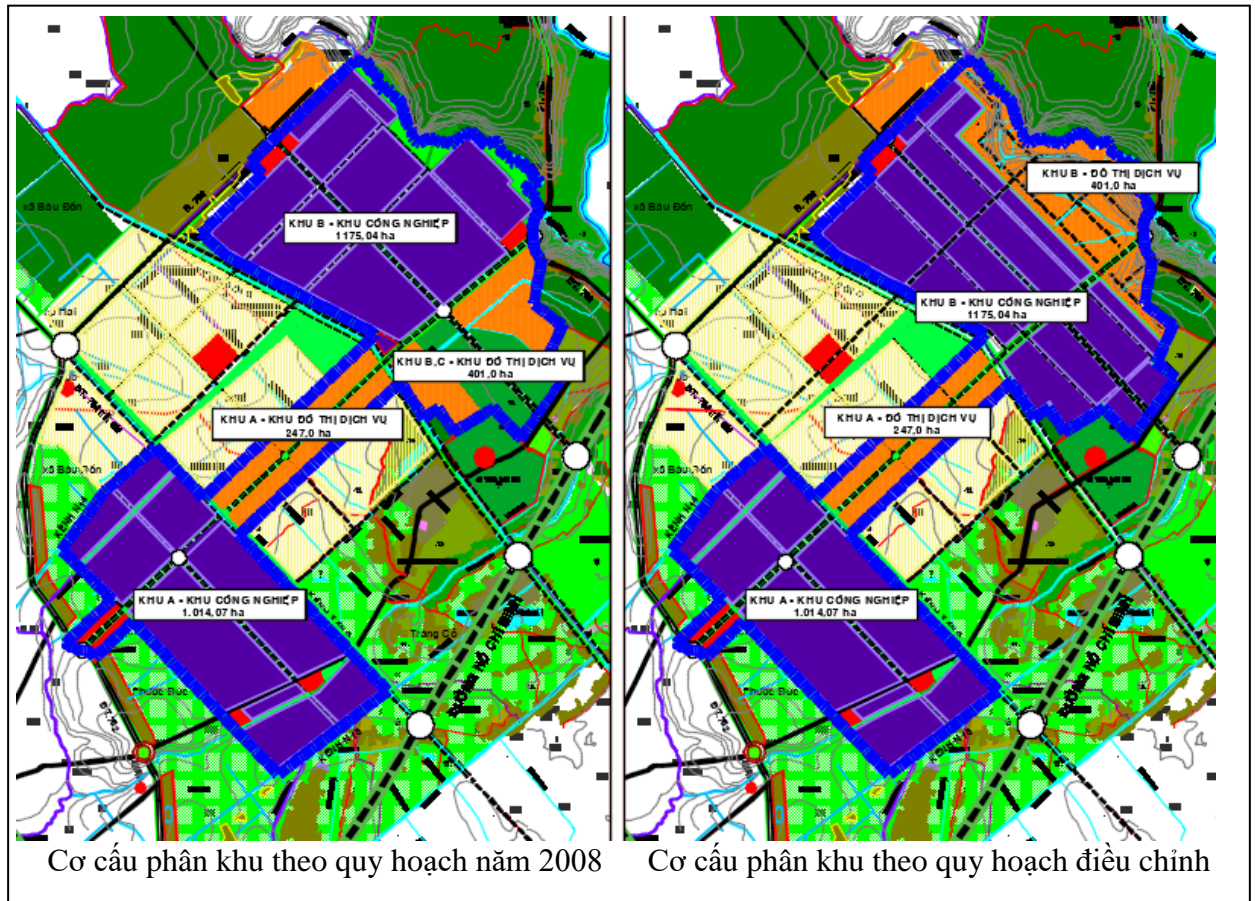 xã Bàu Đồn
KHU B - KHU CÔNG NGHIỆP
1175,04 ha
KHU B,C - KHU ĐÔ THỊ DỊCH VỤ
401,0 ha
KHU A - KHU ĐÔ THỊ DỊCH VỤ
247,0 ha
xã Bàu Đồn
KHU A - KHU CÔNG NGHIỆP
1.014,07 ha
Phước Đức
ĐT.782
ĐƯỜNG HỒ CHÍ MINH
Cơ cấu phân khu theo quy hoạch năm 2008
xã Bàu Đồn
KHU B - ĐÔ THỊ DỊCH VỤ
401,0 ha
KHU B - KHU CÔNG NGHIỆP
1175,04 ha
KHU A - ĐÔ THỊ DỊCH VỤ
247,0 ha
xã Bàu Đồn
KHU A - KHU CÔNG NGHIỆP
1.014,07 ha
Phước Đức
ĐT.782
ĐƯỜNG HỒ CHÍ MINH
Cơ cấu phân khu theo quy hoạch điều chỉnh